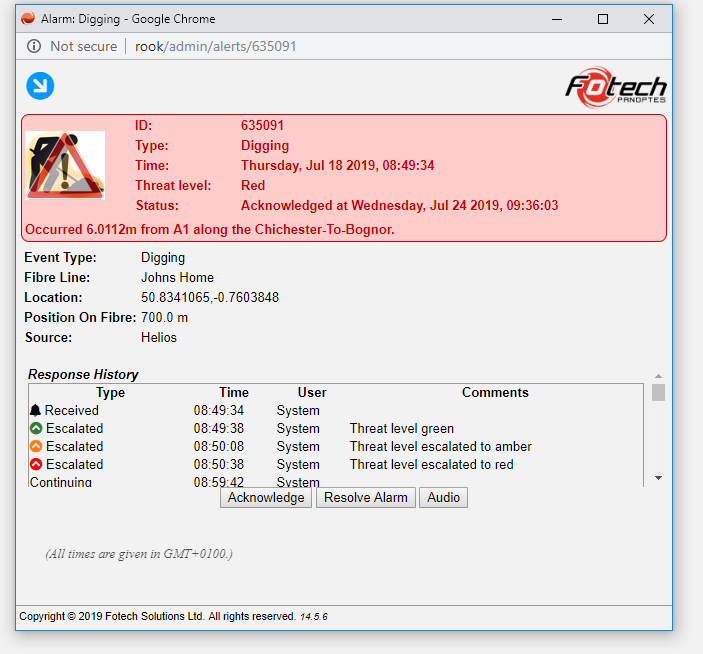 Alarm: Digging - Google Chrome
Not secure | rook/admin/alerts/635091
Fotech
PANOPTES
ID: 635091
Type: Digging
Time: Thursday, Jul 18 2019, 08:49:34
Threat level: Red
Status: Acknowledged at Wednesday, Jul 24 2019, 09:36:03
Occurred 6.0112m from A1 along the Chichester-To-Bognor.
Event Type: Digging
Fibre Line: Johns Home
Location: 50.8341065,-0.7603848
Position On Fibre: 700.0 m
Source: Helios
Response History
Type Time User Comments
Received 08:49:34 System
Escalated 08:49:38 System Threat level green
Escalated 08:50:08 System Threat level escalated to amber
Escalated 08:50:38 System Threat level escalated to red
Continuing 08:59:42 System
Acknowledge Resolve Alarm Audio
(All times are given in GMT+0100.)
Copyright © 2019 Fotech Solutions Ltd. All rights reserved. 14.5.6